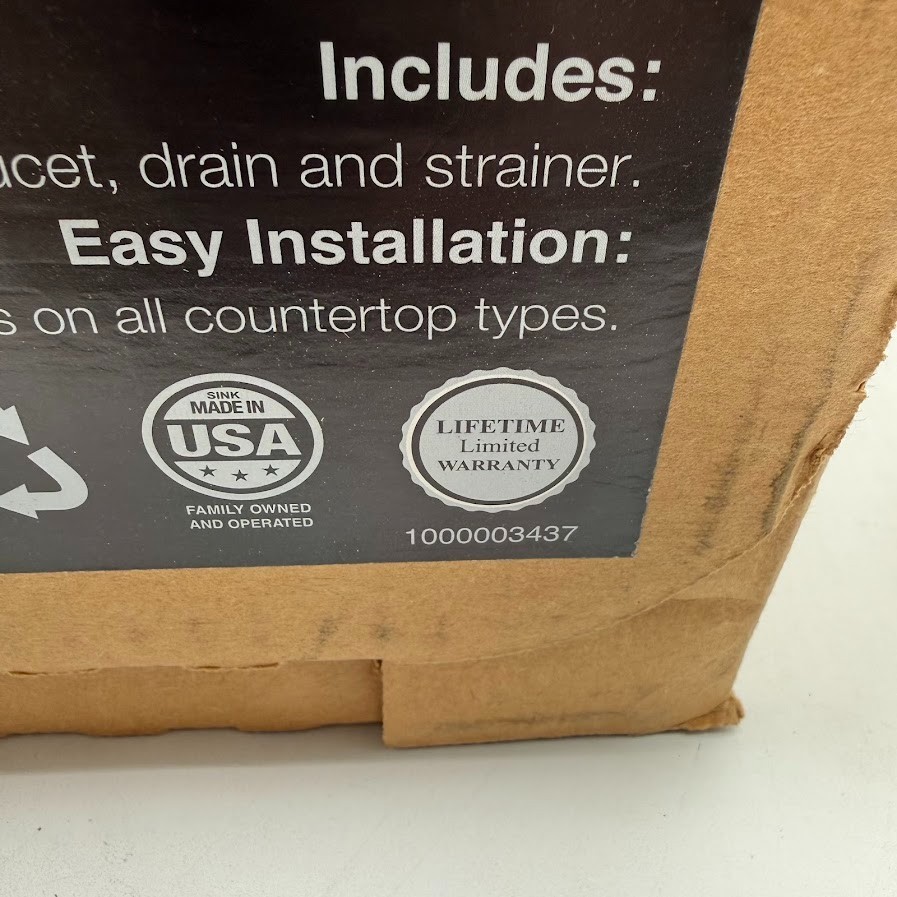 Includes:
drain and strainer.
Easy Installation:
on all countertop types.
SINK
MADE IN
USA
FAMILY OWNED
AND OPERATED
LIFETIME
Limited
WARRANTY
1000003437